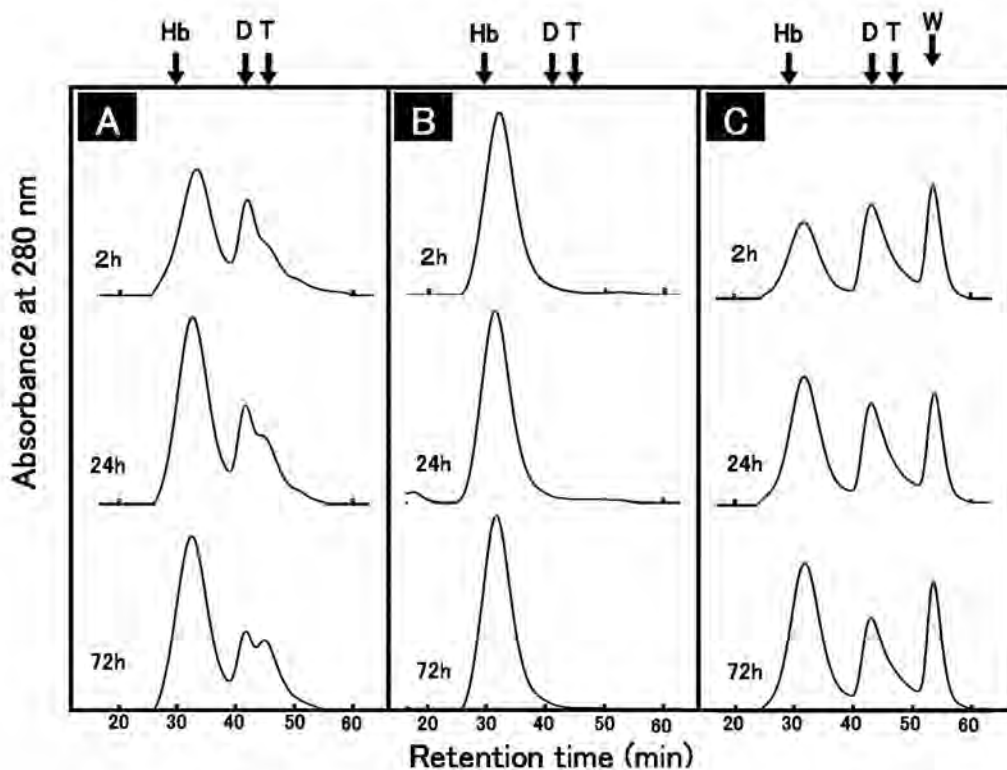 Hb D T Hb D T Hb D T W
A B C
2h 2h 2h
24h 24h 24h
72h 72h 72h
20 30 40 50 60 20 30 40 50 60 20 30 40 50 60
Retention time (min)
Absorbance at 280 nm